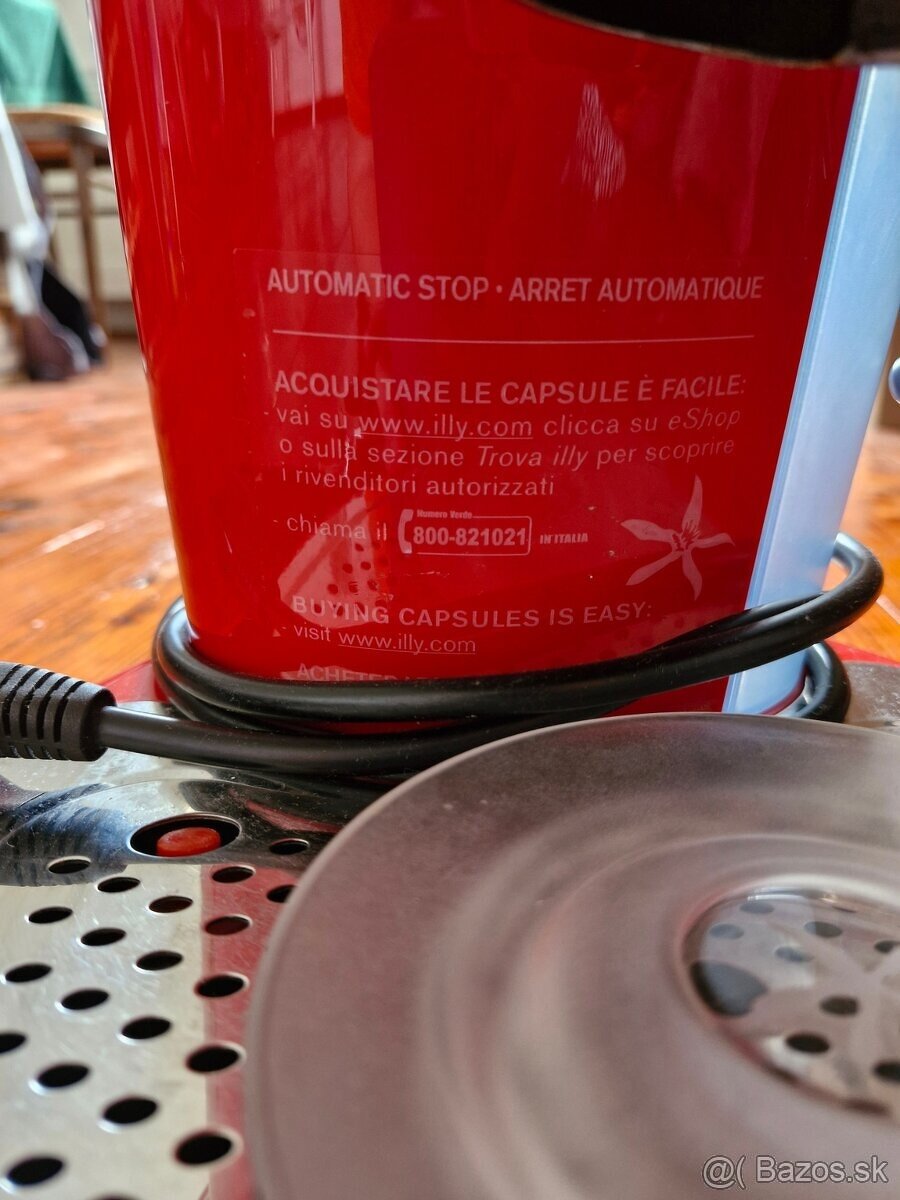 AUTOMATIC STOP • ARRET AUTOMATIQUE
ACQUISTARE LE CAPSULE È FACILE:
- vai su www.illy.com clicca su eShop
o sulla sezione Trova illy per scoprire
i rivenditori autorizzati
- chiama il Numero Verde 800-821021 IN ITALIA
BUYING CAPSULES IS EASY:
- visit www.illy.com
@( Bazos.sk